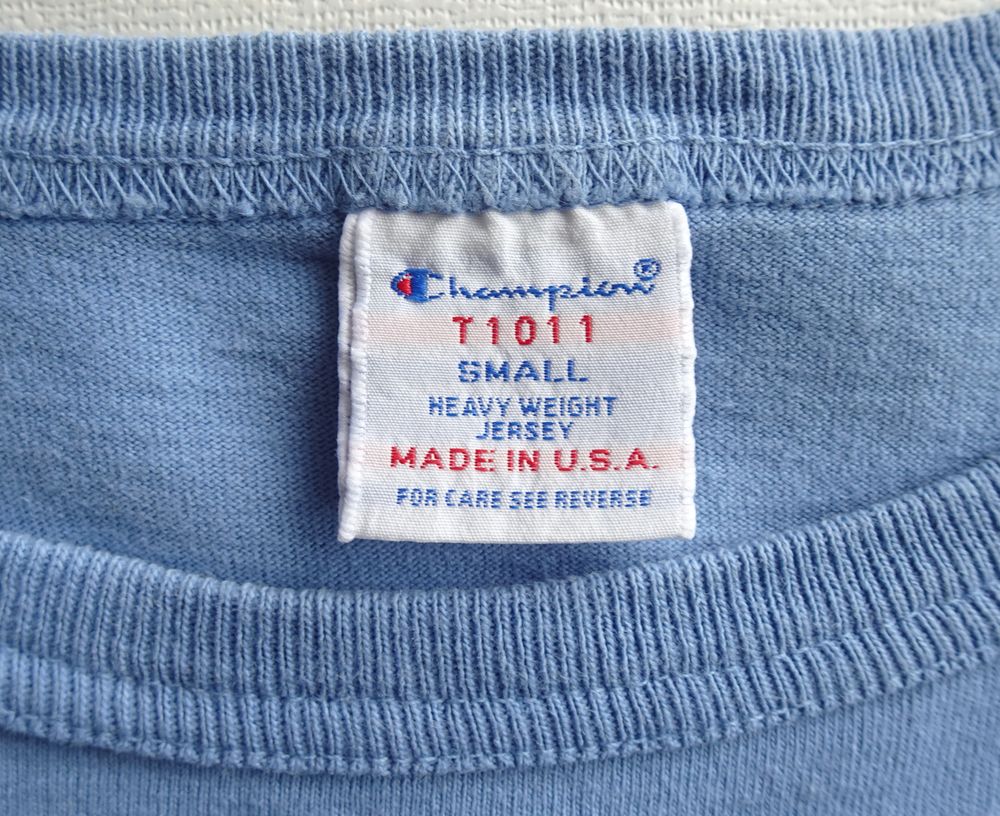 Champion®
T1011
SMALL
HEAVY WEIGHT
JERSEY
MADE IN U.S.A.
FOR CARE SEE REVERSE